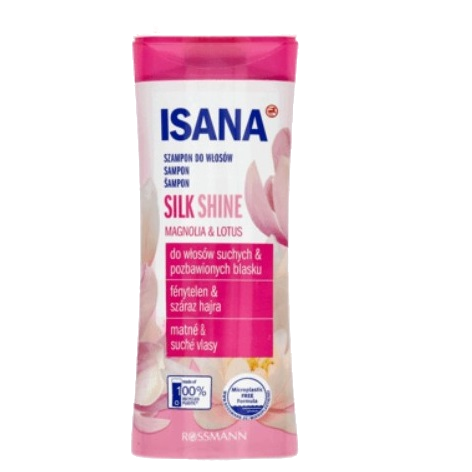 ISANA
SZAMPON DO WŁOSÓW
SAMPON
ŠAMPON
SILK SHINE
MAGNOLIA & LOTUS
do włosów suchych &
pozbawionych blasku
fénytelen &
száraz hajra
matné &
suché vlasy
100%
Microplastic
FREE
Formula
ROSSMANN